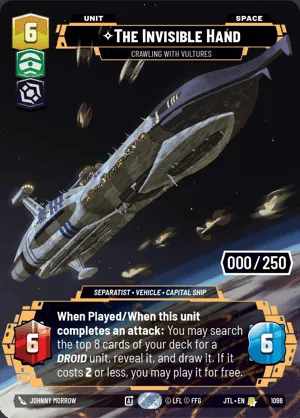 6
UNIT
SPACE
✧THE INVISIBLE HAND
CRAWLING WITH VULTURES
000/250
SEPARATIST • VEHICLE • CAPITAL SHIP
6
When Played/When this unit
completes an attack: You may search
the top 8 cards of your deck for a
DROID unit, reveal it, and draw it. If it
costs 2 or less, you may play it for free.
6
JOHNNY MORROW
© LFL © FFG
JTL • EN
1096